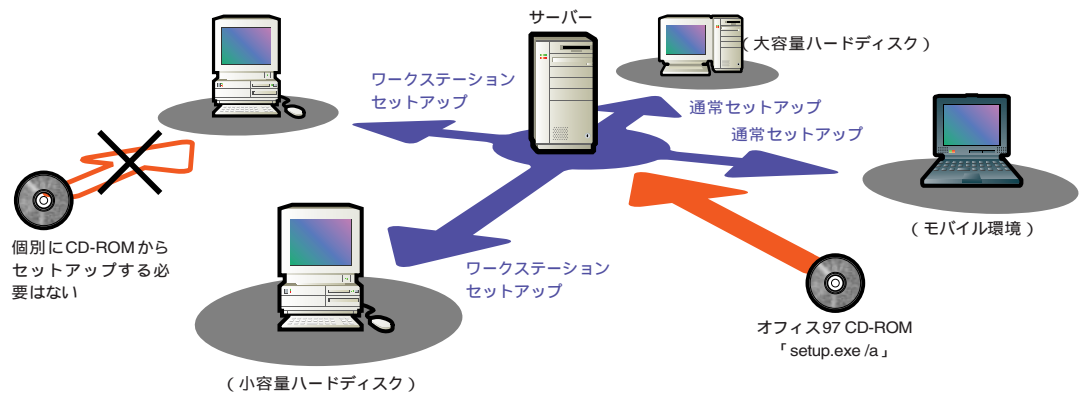 サーバー
（大容量ハードディスク）
ワークステーション
セットアップ
通常セットアップ
通常セットアップ
個別にCD-ROMから
セットアップする必
要はない
（モバイル環境）
ワークステーション
セットアップ
オフィス97 CD-ROM
「setup.exe /a」
（小容量ハードディスク）